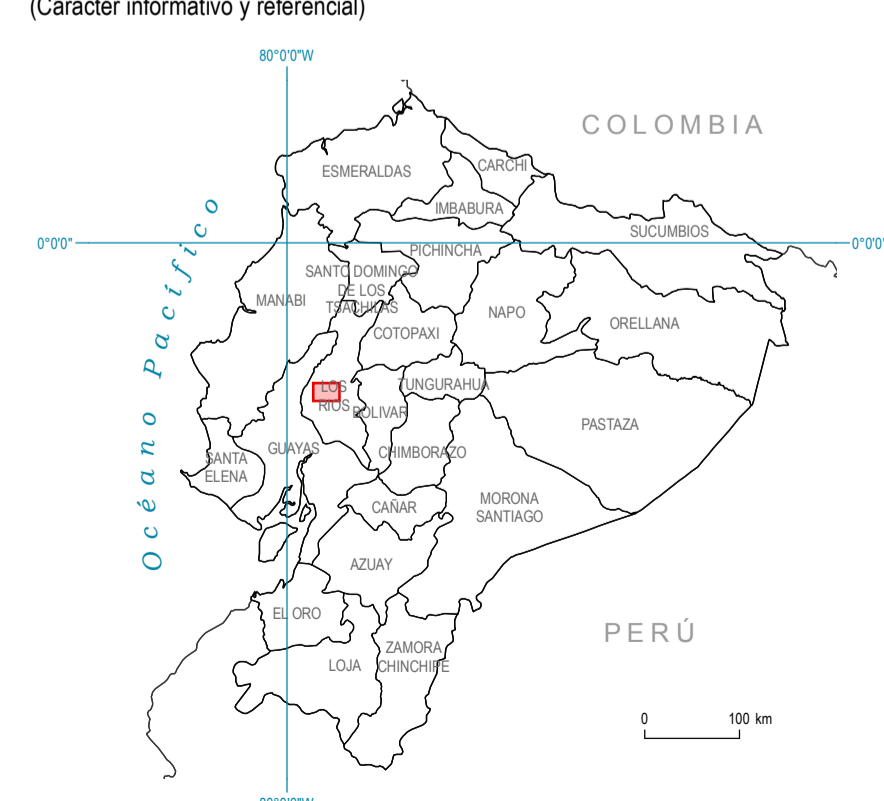 (Carácter informativo y referencial)
80°0'0"W
COLOMBIA
CARCHI
ESMERALDAS
IMBABURA
SUCUMBIOS
0°0'0"
0°0'0"
PICHINCHA
SANTO DOMINGO
DE LOS
TSACHILAS
MANABI
NAPO
ORELLANA
COTOPAXI
Océano Pacífico
TUNGURAHUA
LOS
RIOS
BOLIVAR
PASTAZA
GUAYAS
CHIMBORAZO
SANTA
ELENA
MORONA
SANTIAGO
CAÑAR
AZUAY
EL ORO
PERÚ
ZAMORA
CHINCHIPE
LOJA
0 100 km